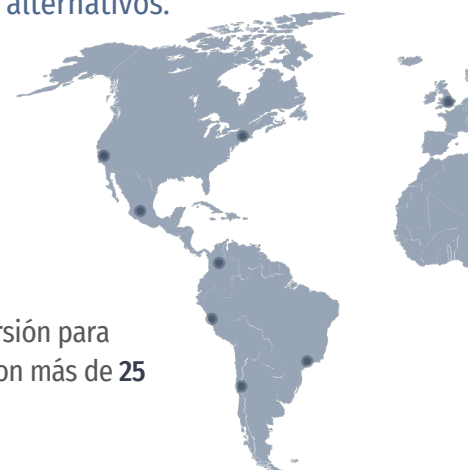 alternativos.
rsión para
on más de 25